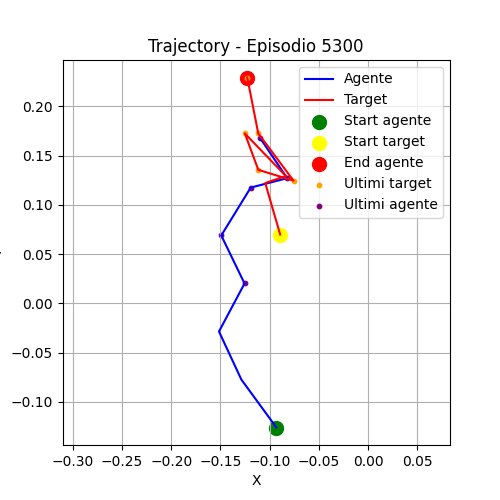 Trajectory - Episodio 5300
Agente
Target
Start agente
Start target
End agente
Ultimi target
Ultimi agente
0.20
0.15
0.10
0.05
0.00
−0.05
−0.10
−0.30
−0.25
−0.20
−0.15
−0.10
−0.05
0.00
0.05
X